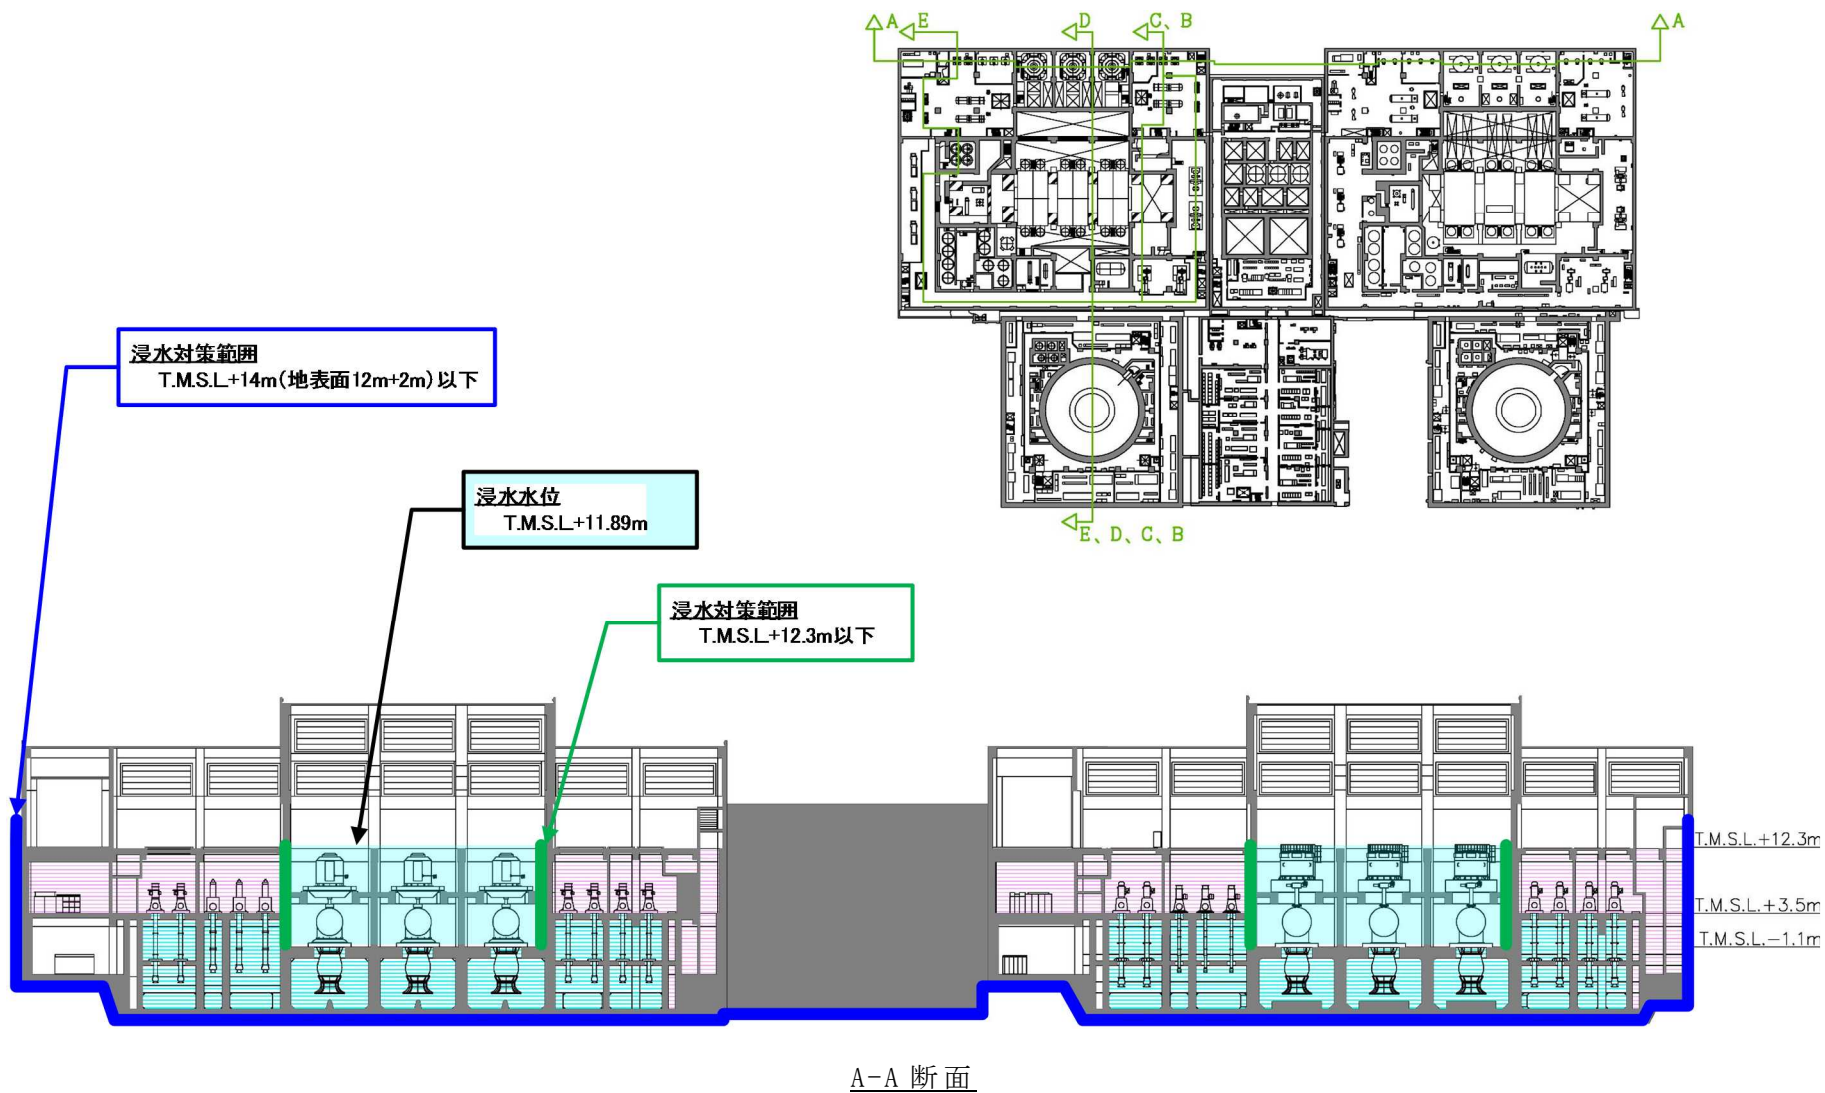 A E D C、B A
E、D、C、B
浸水対策範囲
T.M.S.L.+14m(地表面12m+2m)以下
浸水水位
T.M.S.L.+11.89m
浸水対策範囲
T.M.S.L.+12.3m以下
T.M.S.L.+12.3m
T.M.S.L.+3.5m
T.M.S.L.-1.1m
A-A 断面